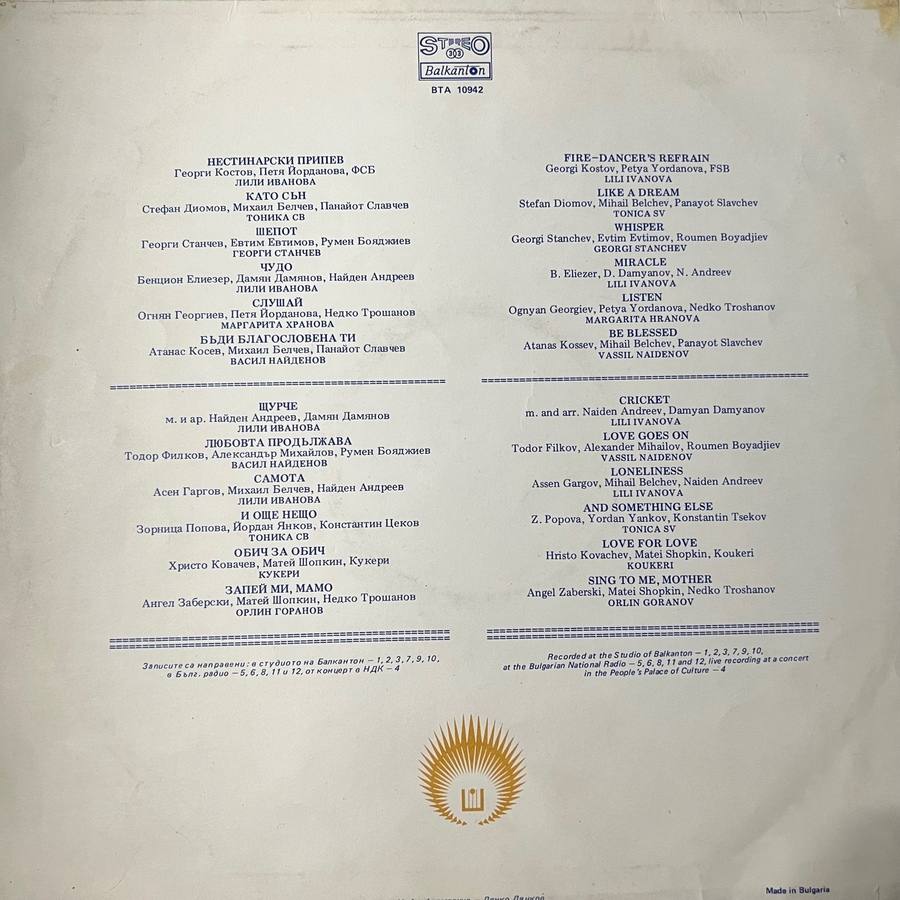 STEREO
33
Balkanton
BTA 10942
НЕСТИНАРСКИ ПРИПЕВ
Георги Костов, Петя Йорданова, ФСБ
ЛИЛИ ИВАНОВА
КАТО СЪН
Стефан Диомов, Михаил Белчев, Панайот Славчев
ТОНИКА СВ
ШЕПОТ
Георги Станчев, Евтим Евтимов, Румен Бояджиев
ГЕОРГИ СТАНЧЕВ
ЧУДО
Бенцион Елиезер, Дамян Дамянов, Найден Андреев
ЛИЛИ ИВАНОВА
СЛУШАЙ
Огнян Георгиев, Петя Йорданова, Недко Трошанов
МАРГАРИТА ХРАНОВА
БЪДИ БЛАГОСЛОВЕНА ТИ
Атанас Косев, Михаил Белчев, Панайот Славчев
ВАСИЛ НАЙДЕНОВ
ЩУРЧЕ
м. и ар. Найден Андреев, Дамян Дамянов
ЛИЛИ ИВАНОВА
ЛЮБОВТА ПРОДЪЛЖАВА
Тодор Филков, Александър Михайлов, Румен Бояджиев
ВАСИЛ НАЙДЕНОВ
САМОТА
Асен Гаргов, Михаил Белчев, Найден Андреев
ЛИЛИ ИВАНОВА
И ОЩЕ НЕЩО
Зорница Попова, Йордан Янков, Константин Цеков
ТОНИКА СВ
ОБИЧ ЗА ОБИЧ
Христо Ковачев, Матей Шопкин, Кукери
КУКЕРИ
ЗАПЕЙ МИ, МАМО
Ангел Заберски, Матей Шопкин, Недко Трошанов
ОРЛИН ГОРАНОВ
Записите са направени: в студиото на Балкантон — 1, 2, 3, 7, 9, 10,
в Бълг. радио — 5, 6, 8, 11 и 12, от концерт в НДК — 4
FIRE-DANCER'S REFRAIN
Georgi Kostov, Petya Yordanova, FSB
LILI IVANOVA
LIKE A DREAM
Stefan Diomov, Mihail Belchev, Panayot Slavchev
TONICA SV
WHISPER
Georgi Stanchev, Evtim Evtimov, Roumen Boyadjiev
GEORGI STANCHEV
MIRACLE
B. Eliezer, D. Damyanov, N. Andreev
LILI IVANOVA
LISTEN
Ognyan Georgiev, Petya Yordanova, Nedko Troshanov
MARGARITA HRANOVA
BE BLESSED
Atanas Kossev, Mihail Belchev, Panayot Slavchev
VASSIL NAIDENOV
CRICKET
m. and arr. Naiden Andreev, Damyan Damyanov
LILI IVANOVA
LOVE GOES ON
Todor Filkov, Alexander Mihailov, Roumen Boyadjiev
VASSIL NAIDENOV
LONELINESS
Assen Gargov, Mihail Belchev, Naiden Andreev
LILI IVANOVA
AND SOMETHING ELSE
Z. Popova, Yordan Yankov, Konstantin Tsekov
TONICA SV
LOVE FOR LOVE
Hristo Kovachev, Matei Shopkin, Koukeri
KOUKERI
SING TO ME, MOTHER
Angel Zaberski, Matei Shopkin, Nedko Troshanov
ORLIN GORANOV
Recorded at the Studio of Balkanton — 1, 2, 3, 7, 9, 10,
at the Bulgarian National Radio — 5, 6, 8, 11 and 12, live recording at a concert
in the People's Palace of Culture — 4
Made in Bulgaria